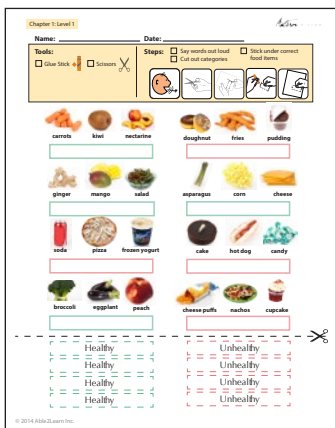 Chapter 1: Level 1
Name: Date:
Tools:
Glue Stick
Scissors
Steps:
Say words out loud
Cut out categories
Stick under correct
food items
carrots kiwi nectarine
doughnut fries pudding
ginger mango salad
asparagus corn cheese
soda pizza frozen yogurt
cake hot dog candy
broccoli eggplant peach
cheese puffs nachos cupcake
Healthy Unhealthy
Healthy Unhealthy
Healthy Unhealthy
Healthy Unhealthy
© 2014 Able2Learn Inc.